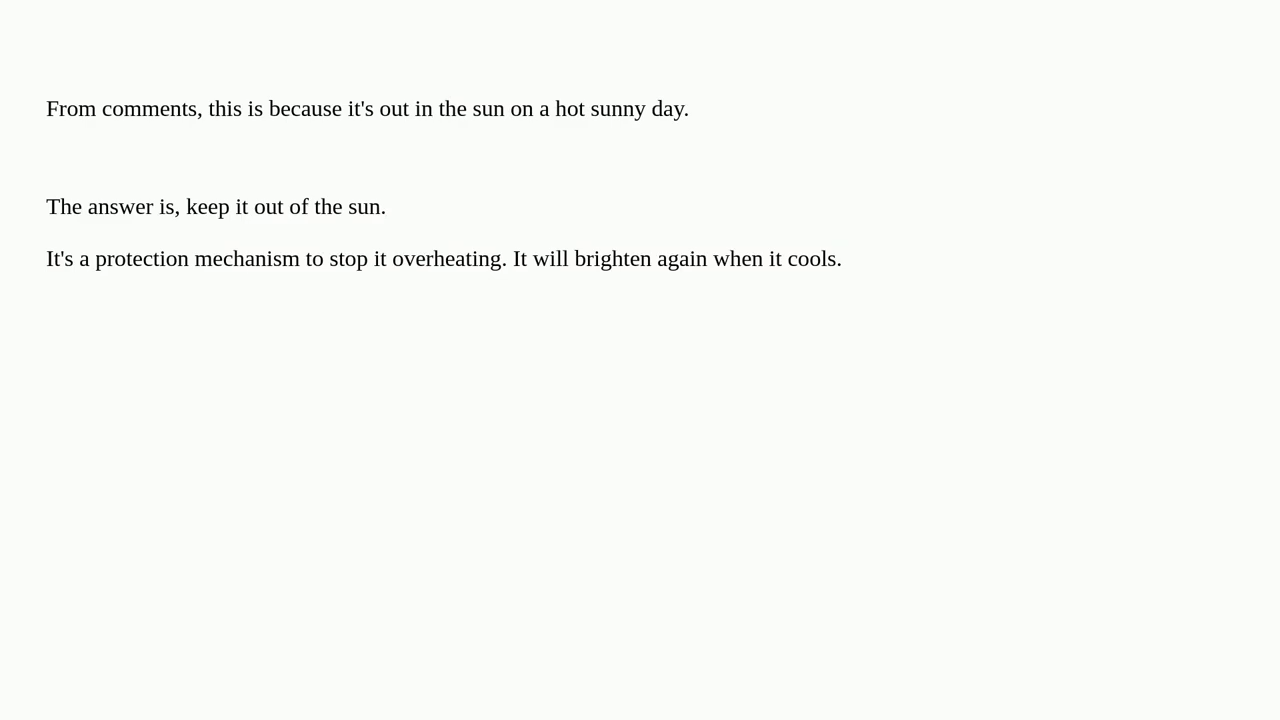 From comments, this is because it's out in the sun on a hot sunny day.
The answer is, keep it out of the sun.
It's a protection mechanism to stop it overheating. It will brighten again when it cools.